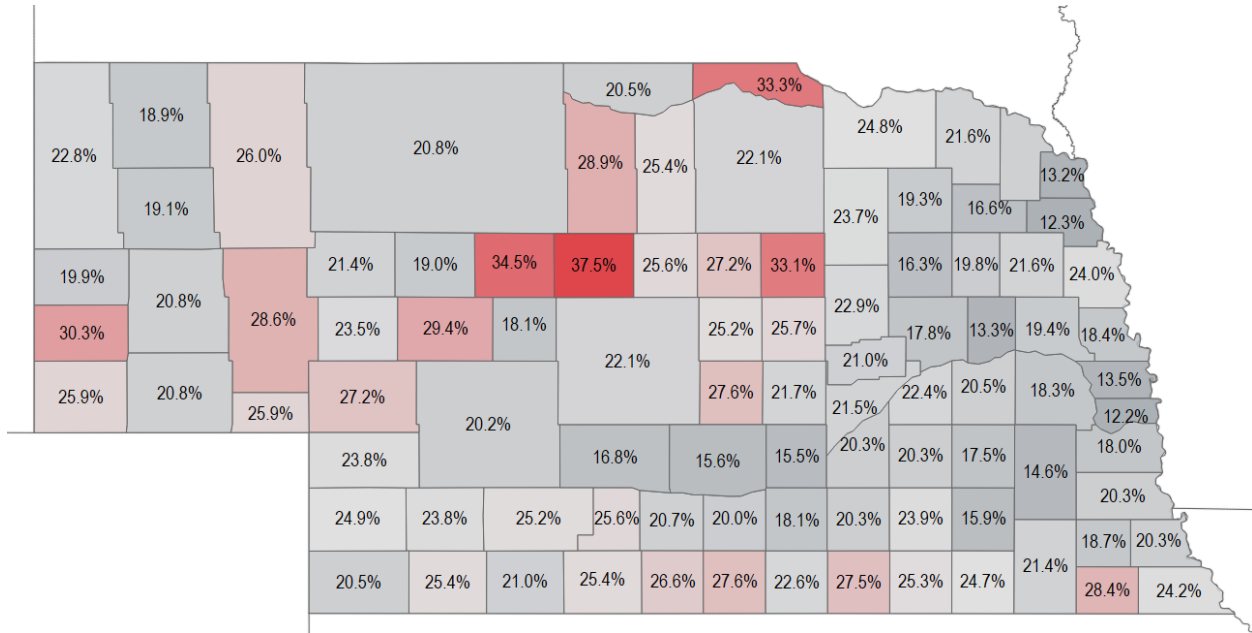 20.5% 33.3%
18.9% 24.8% 21.6%
22.8% 26.0% 20.8% 28.9% 25.4% 22.1% 13.2%
19.1% 23.7% 19.3% 16.6% 12.3%
19.9% 21.4% 19.0% 34.5% 37.5% 25.6% 27.2% 33.1% 16.3% 19.8% 21.6% 24.0%
20.8%
30.3% 28.6% 23.5% 29.4% 18.1% 22.1% 25.2% 25.7% 22.9% 17.8% 13.3% 19.4% 18.4%
21.0%
25.9% 20.8% 25.9% 27.2% 20.2% 27.6% 21.7% 21.5% 22.4% 20.5% 18.3% 13.5%
12.2%
23.8% 16.8% 15.6% 15.5% 20.3% 20.3% 17.5% 14.6% 18.0%
24.9% 23.8% 25.2% 25.6% 20.7% 20.0% 18.1% 20.3% 23.9% 15.9% 20.3%
18.7% 20.3%
20.5% 25.4% 21.0% 25.4% 26.6% 27.6% 22.6% 27.5% 25.3% 24.7% 21.4% 28.4% 24.2%